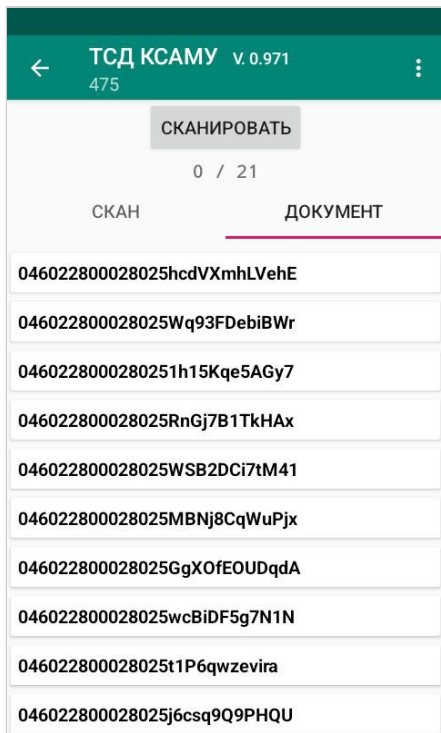 ТСД КСАМУ V. 0.971
475
СКАНИРОВАТЬ
0 / 21
СКАН ДОКУМЕНТ
046022800028025hcdVXmhLVehE
046022800028025Wq93FDebiBWr
0460228000280251h15Kqe5AGy7
046022800028025RnGj7B1TkHAx
046022800028025WSB2DCi7tM41
046022800028025MBNj8CqWuPjx
046022800028025GgXOfEOUDqdA
046022800028025wcBiDF5g7N1N
046022800028025t1P6qwzevira
046022800028025j6csq9Q9PHQU